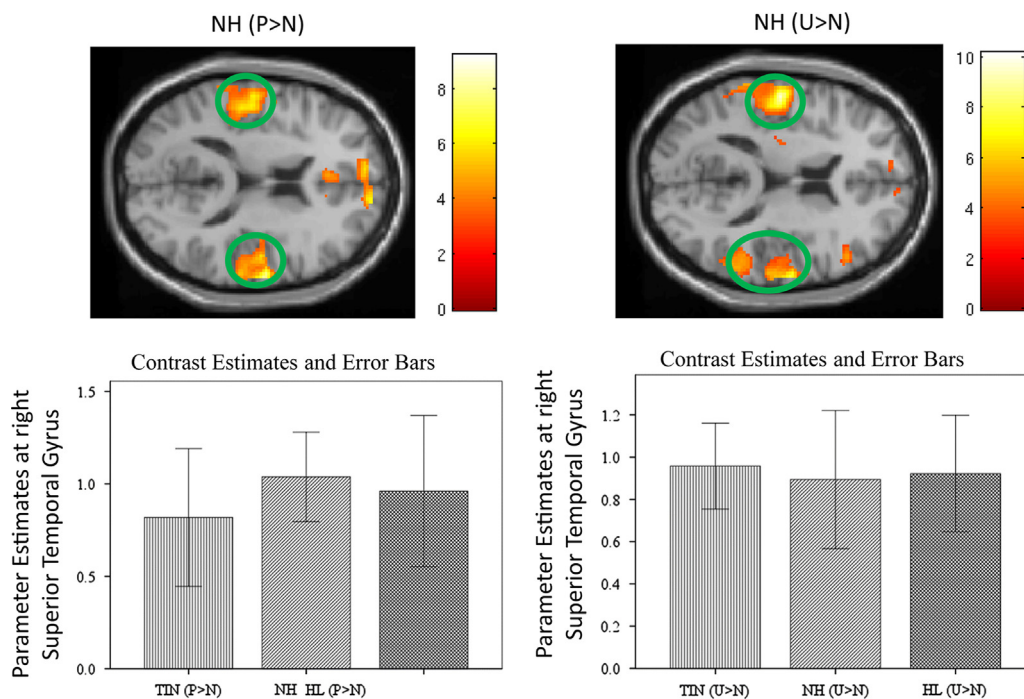 NH (P>N)
8
6
4
2
0
NH (U>N)
10
8
6
4
2
0
Contrast Estimates and Error Bars
Parameter Estimates at right
Superior Temporal Gyrus
1.5
1.0
0.5
0.0
TIN (P>N) NH HL (P>N)
Contrast Estimates and Error Bars
Parameter Estimates at right
Superior Temporal Gyrus
1.2
1.0
0.8
0.6
0.4
0.2
0.0
TIN (U>N) NH (U>N) HL (U>N)